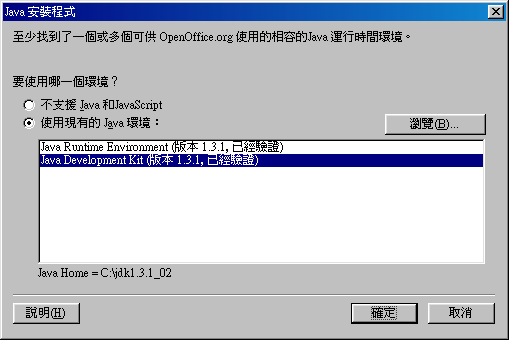 Java 安裝程式
至少找到了一個或多個可供 OpenOffice.org 使用的相容的Java 運行時間環境。
要使用哪一個環境？
不支援 Java 和JavaScript
使用現有的 Java 環境：
瀏覽(B)...
Java Runtime Environment (版本 1.3.1, 已經驗證)
Java Development Kit (版本 1.3.1, 已經驗證)
Java Home = C:\jdk1.3.1_02
說明(H)
確定
取消